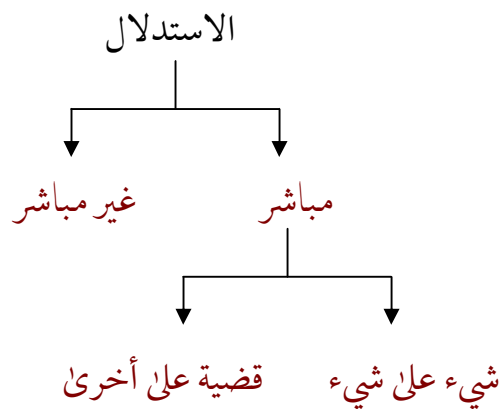 الاستدلال
مباشر غير مباشر
شيء علىٰ شيء قضية علىٰ أخرىٰ